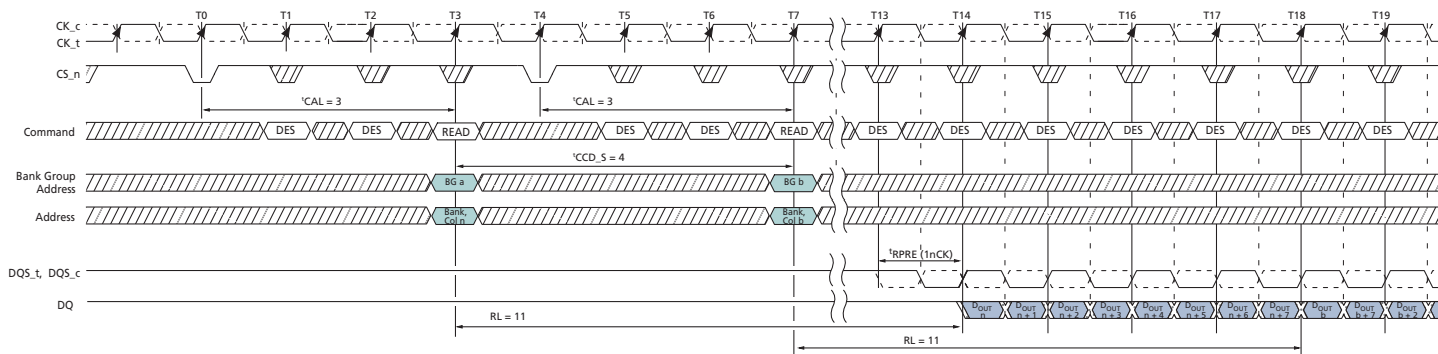 T0 T1 T2 T3 T4 T5 T6 T7 T13 T14 T15 T16 T17 T18 T19
CK_c
CK_t
CS_n
tCAL = 3 tCAL = 3
Command DES DES READ DES DES READ DES DES DES DES DES DES DES
tCCD_S = 4
Bank Group
Address
BG a BG b
Address
Bank,
Col n
Bank,
Col b
tRPRE (1nCK)
DQS_t, DQS_c
DQ
DOUT
n
DOUT
n + 1
DOUT
n + 2
DOUT
n + 3
DOUT
n + 4
DOUT
n + 5
DOUT
n + 6
DOUT
n + 7
DOUT
b
DOUT
b + 7
DOUT
b + 2
RL = 11
RL = 11